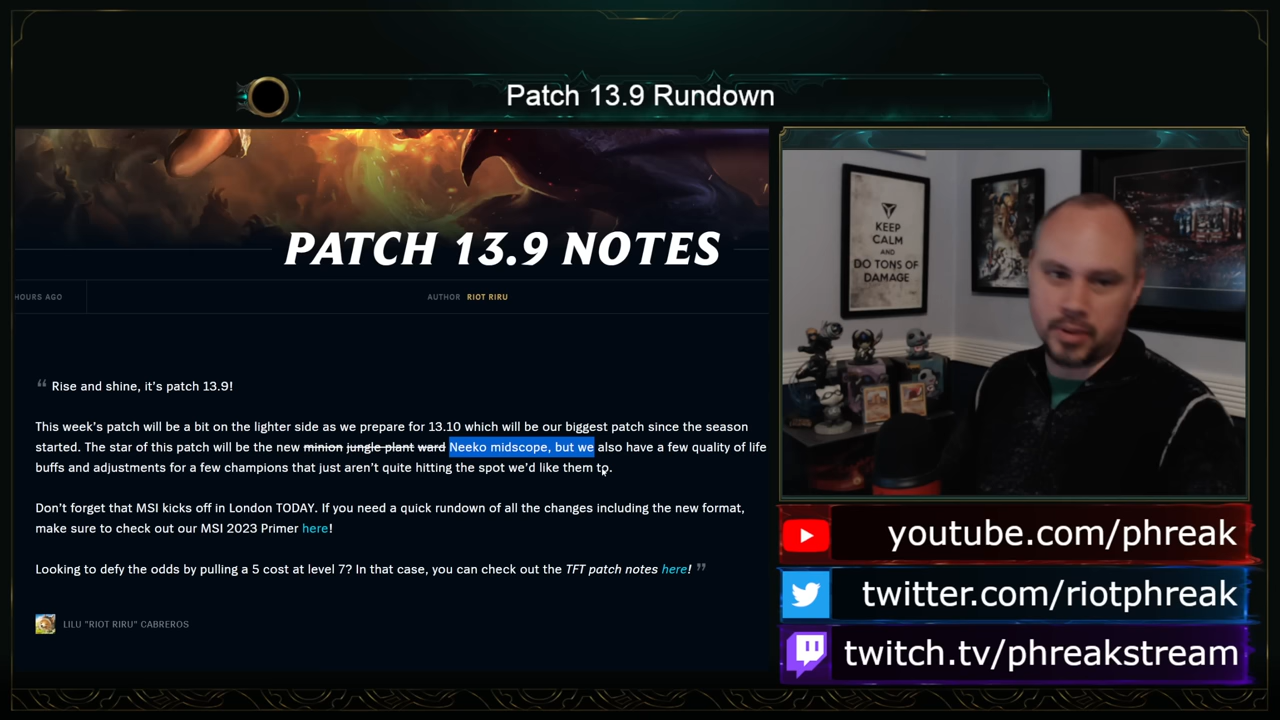 Patch 13.9 Rundown
PATCH 13.9 NOTES
HOURS AGO
AUTHOR RIOT RIRU
“ Rise and shine, it’s patch 13.9!
This week’s patch will be a bit on the lighter side as we prepare for 13.10 which will be our biggest patch since the season
started. The star of this patch will be the new minion jungle plant ward Neeko midscope, but we also have a few quality of life
buffs and adjustments for a few champions that just aren’t quite hitting the spot we’d like them to.
Don’t forget that MSI kicks off in London TODAY. If you need a quick rundown of all the changes including the new format,
make sure to check out our MSI 2023 Primer here!
Looking to defy the odds by pulling a 5 cost at level 7? In that case, you can check out the TFT patch notes here! ”
LILU "RIOT RIRU" CABREROS
KEEP
CALM
AND
DO TONS OF
DAMAGE
youtube.com/phreak
twitter.com/riotphreak
twitch.tv/phreakstream